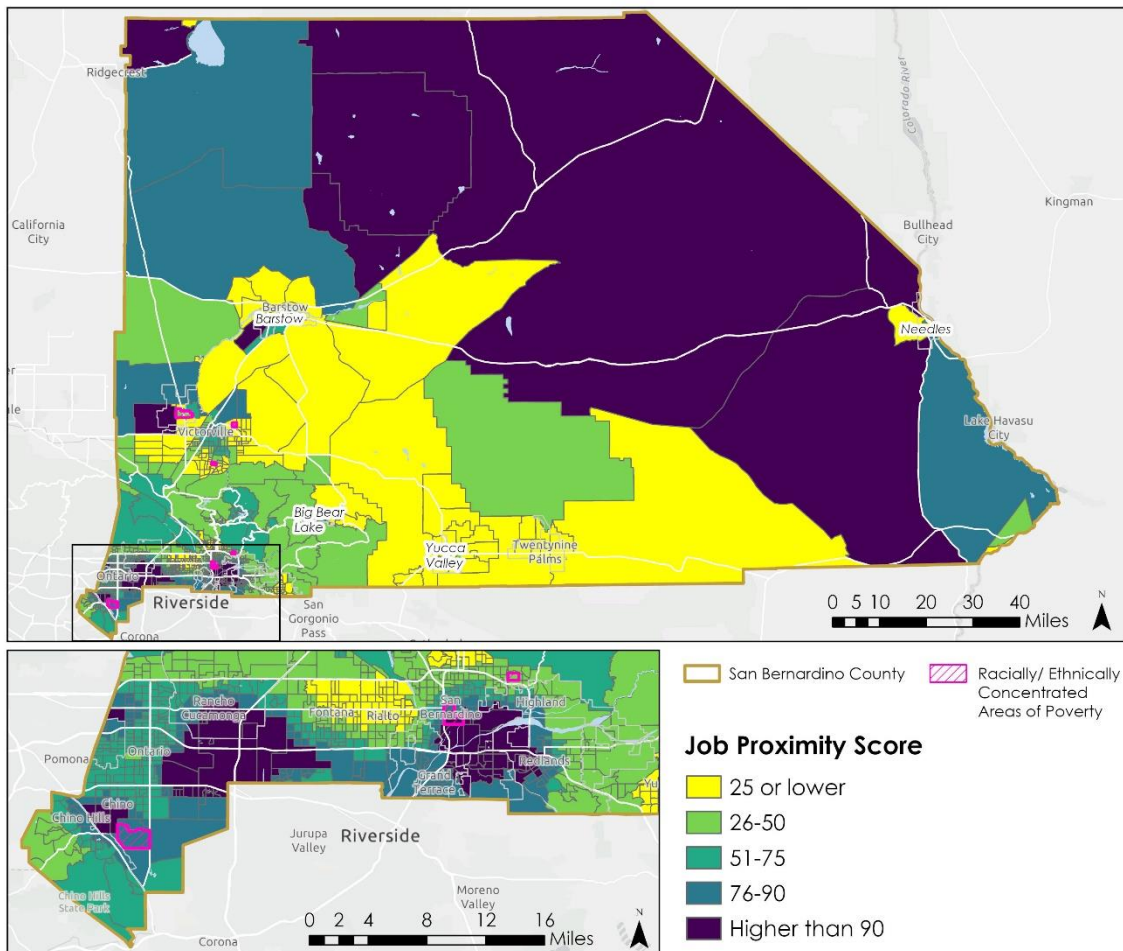 Ridgecrest
Colorado River
California
City
Bullhead
City
Kingman
Barstow
Barstow
Needles
Victorville
Lake Havasu
City
Big Bear
Lake
Yucca
Valley
Twentynine
Palms
Ontario
Riverside
San
Gorgonio
Pass
Corona
N
0 5 10 20 30 40
Miles
Rancho
Cucamonga
Fontana
Rialto
San
Bernardino
Highland
Ontario
Pomona
Redlands
Grand
Terrace
Yu
Chino
Chino Hills
Jurupa
Valley
Riverside
Chino Hills
State Park
Moreno
Valley
Corona
0 2 4 8 12 16
Miles
N
San Bernardino County
Racially/ Ethnically
Concentrated
Areas of Poverty
Job Proximity Score
25 or lower
26-50
51-75
76-90
Higher than 90